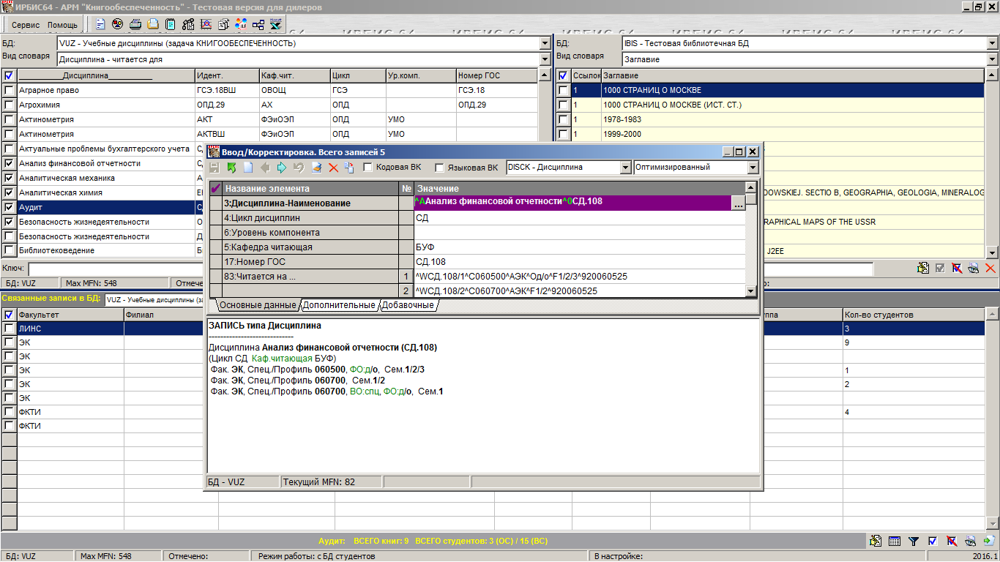 ИРБИС64 - АРМ "Книгообеспеченность" - Тестовая версия для дилеров
Сервис Помощь
БД: VUZ - Учебные дисциплины (задача КНИГООБЕСПЕЧЕННОСТЬ)
Вид словаря Дисциплина - читается для
БД: IBIS - Тестовая библиотечная БД
Вид словаря Заглавие
Дисциплина Идент. Каф.чит. Цикл Ур.комп. Номер ГОС
Аграрное право ГСЭ.18ВШ ОВОЩ ГСЭ ГСЭ.18
Агрохимия ОПД.29 АХ ОПД ОПД.29
Актинометрия АКТ ФЭиОЭП ОПД УМО
Актинометрия АКТВШ ФЭиОЭП ОПД УМО
Актуальные проблемы бухгалтерского учета
Анализ финансовой отчетности
Аналитическая механика
Аналитическая химия
Аудит
Безопасность жизнедеятельности
Безопасность жизнедеятельности
Библиотековедение
Ссылок Заглавие
1 1000 СТРАНИЦ О МОСКВЕ
1 1000 СТРАНИЦ О МОСКВЕ (ИСТ. СТ.)
1 1978-1983
1 1999-2000
DOWSKIEJ. SECTIO B, GEOGRAPHIA, GEOLOGIA, MINERALOG
RAPHICAL MAPS OF THE USSR
J2EE
Ключ:
БД: VUZ Max MFN: 548 Отмече
Ввод/Корректировка. Всего записей 5
Кодовая ВК Языковая ВК DISCK - Дисциплина Оптимизированный
Название элемента № Значение
3:Дисциплина-Наименование ^AАнализ финансовой отчетности^0СД.108 ...
4:Цикл дисциплин СД
6:Уровень компонента
5:Кафедра читающая БУФ
17:Номер ГОС СД.108
83:Читается на ... 1 ^WСД.108/1^C060500^AЭК^Oд/о^F1/2/3^920060525
2 ^WСД.108/2^C060700^AЭК^F1/2^920060525
Основные данные Дополнительные Добавочные
ЗАПИСЬ типа Дисциплина
-----------------------------
Дисциплина Анализ финансовой отчетности (СД.108)
(Цикл СД Каф.читающая БУФ)
Фак. ЭК, Спец./Профиль 060500, ФО:д/о, Сем.1/2/3
Фак. ЭК, Спец./Профиль 060700, Сем.1/2
Фак. ЭК, Спец./Профиль 060700, ВО:спц, ФО:д/о, Сем.1
БД - VUZ Текущий MFN: 82
Связанные записи в БД: VUZ - Учебные дисциплины (за
Факультет Филиал ппа Кол-во студентов
ЛИНС 3
ЭК 9
ЭК
ЭК 1
ЭК 2
ЭК
ФКТИ 4
ФКТИ
Аудит: ВСЕГО книг: 9 ВСЕГО студентов: 3 (ОС) / 15 (ВС)
БД: VUZ Max MFN: 548 Отмечено: Режим работы: с БД студентов В настройке: 2016.1